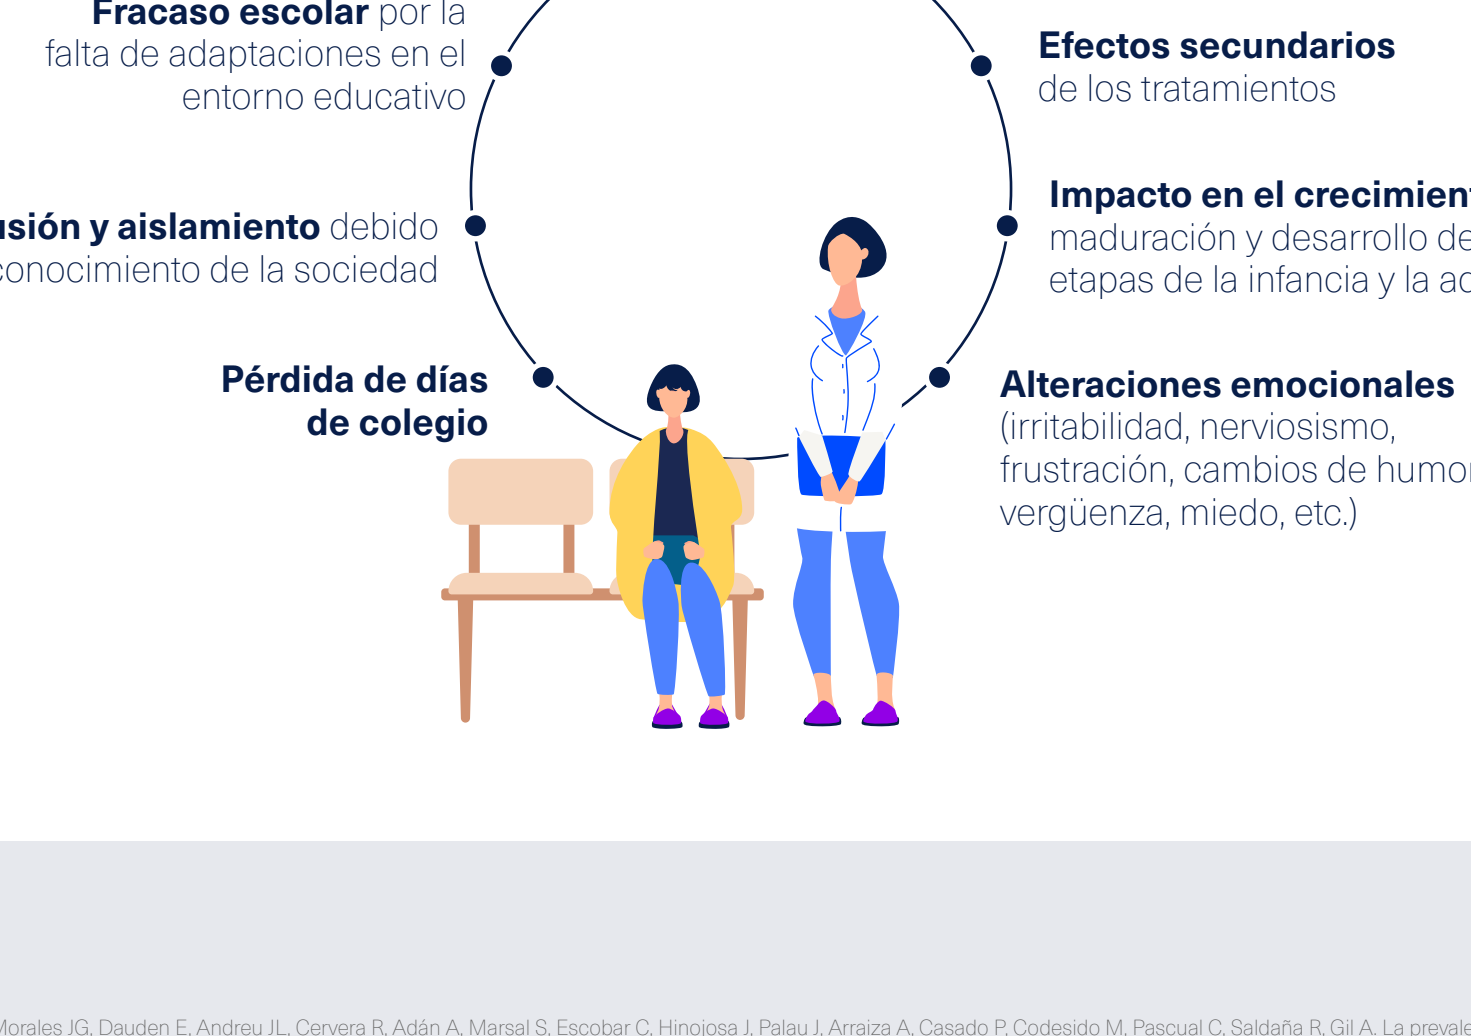 Fracaso escolar por la
falta de adaptaciones en el
entorno educativo
usión y aislamiento debido
conocimiento de la sociedad
Pérdida de días
de colegio
Efectos secundarios
de los tratamientos
Impacto en el crecimient
maduración y desarrollo de
etapas de la infancia y la ad
Alteraciones emocionales
(irritabilidad, nerviosismo,
frustración, cambios de humor
vergüenza, miedo, etc.)
Morales JG, Dauden E, Andreu JL, Cervera R, Adán A, Marsal S, Escobar C, Hinojosa J, Palau J, Arraiza A, Casado P, Codesido M, Pascual C, Saldaña R, Gil A. La prevale